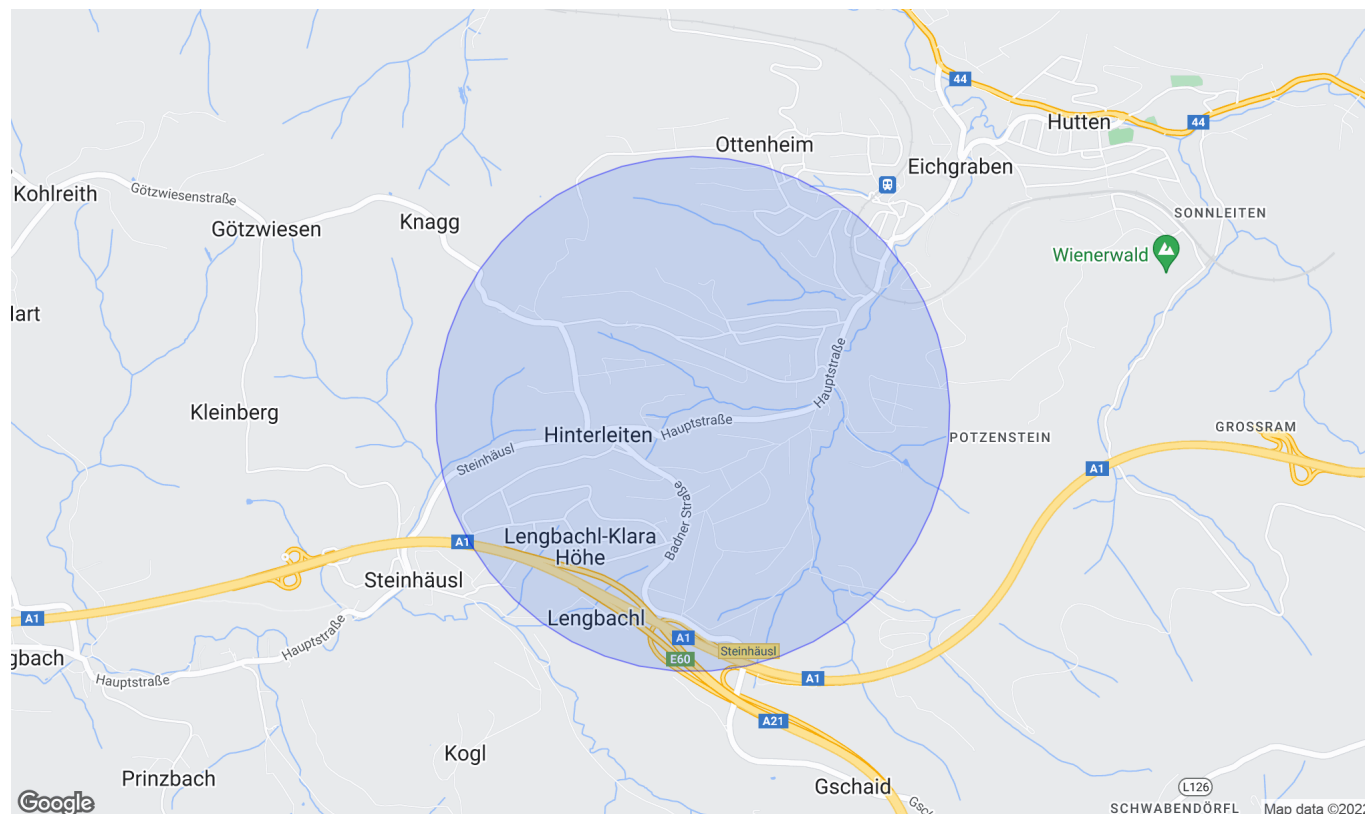 44
Hutten
44
Ottenheim
Eichgraben
Kohlreith
Götzwiesenstraße
Götzwiesen
Knagg
SONNLEITEN
Wienerwald
Hauptstraße
Kleinberg
GROSSRAM
Hinterleiten
Hauptstraße
POTZENSTEIN
Steinhäusl
A1
Badner Straße
Lengbachl-Klara
Höhe
A1
Steinhäusl
A1
Lengbachl
Hauptstraße
A1
Steinhäusl
gbach
E60
Hauptstraße
A1
A21
Kogl
Prinzbach
Gschaid
L126
Google
SCHWABENDÖRFL
Map data ©2022